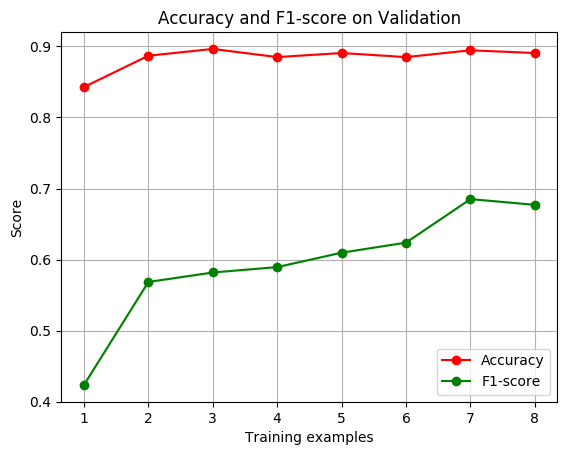 Accuracy and F1-score on Validation
0.9
0.8
0.7
0.6
0.5
0.4
Score
1 2 3 4 5 6 7 8
Training examples
Accuracy
F1-score